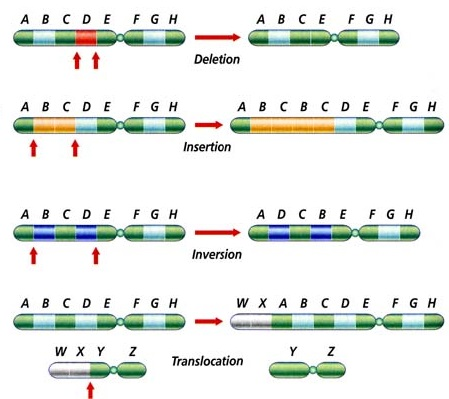 A B C D E F G H A B C E F G H
Deletion
A B C D E F G H A B C B C D E F G H
Insertion
A B C D E F G H A D C B E F G H
Inversion
A B C D E F G H W X A B C D E F G H
W X Y Z Translocation Y Z